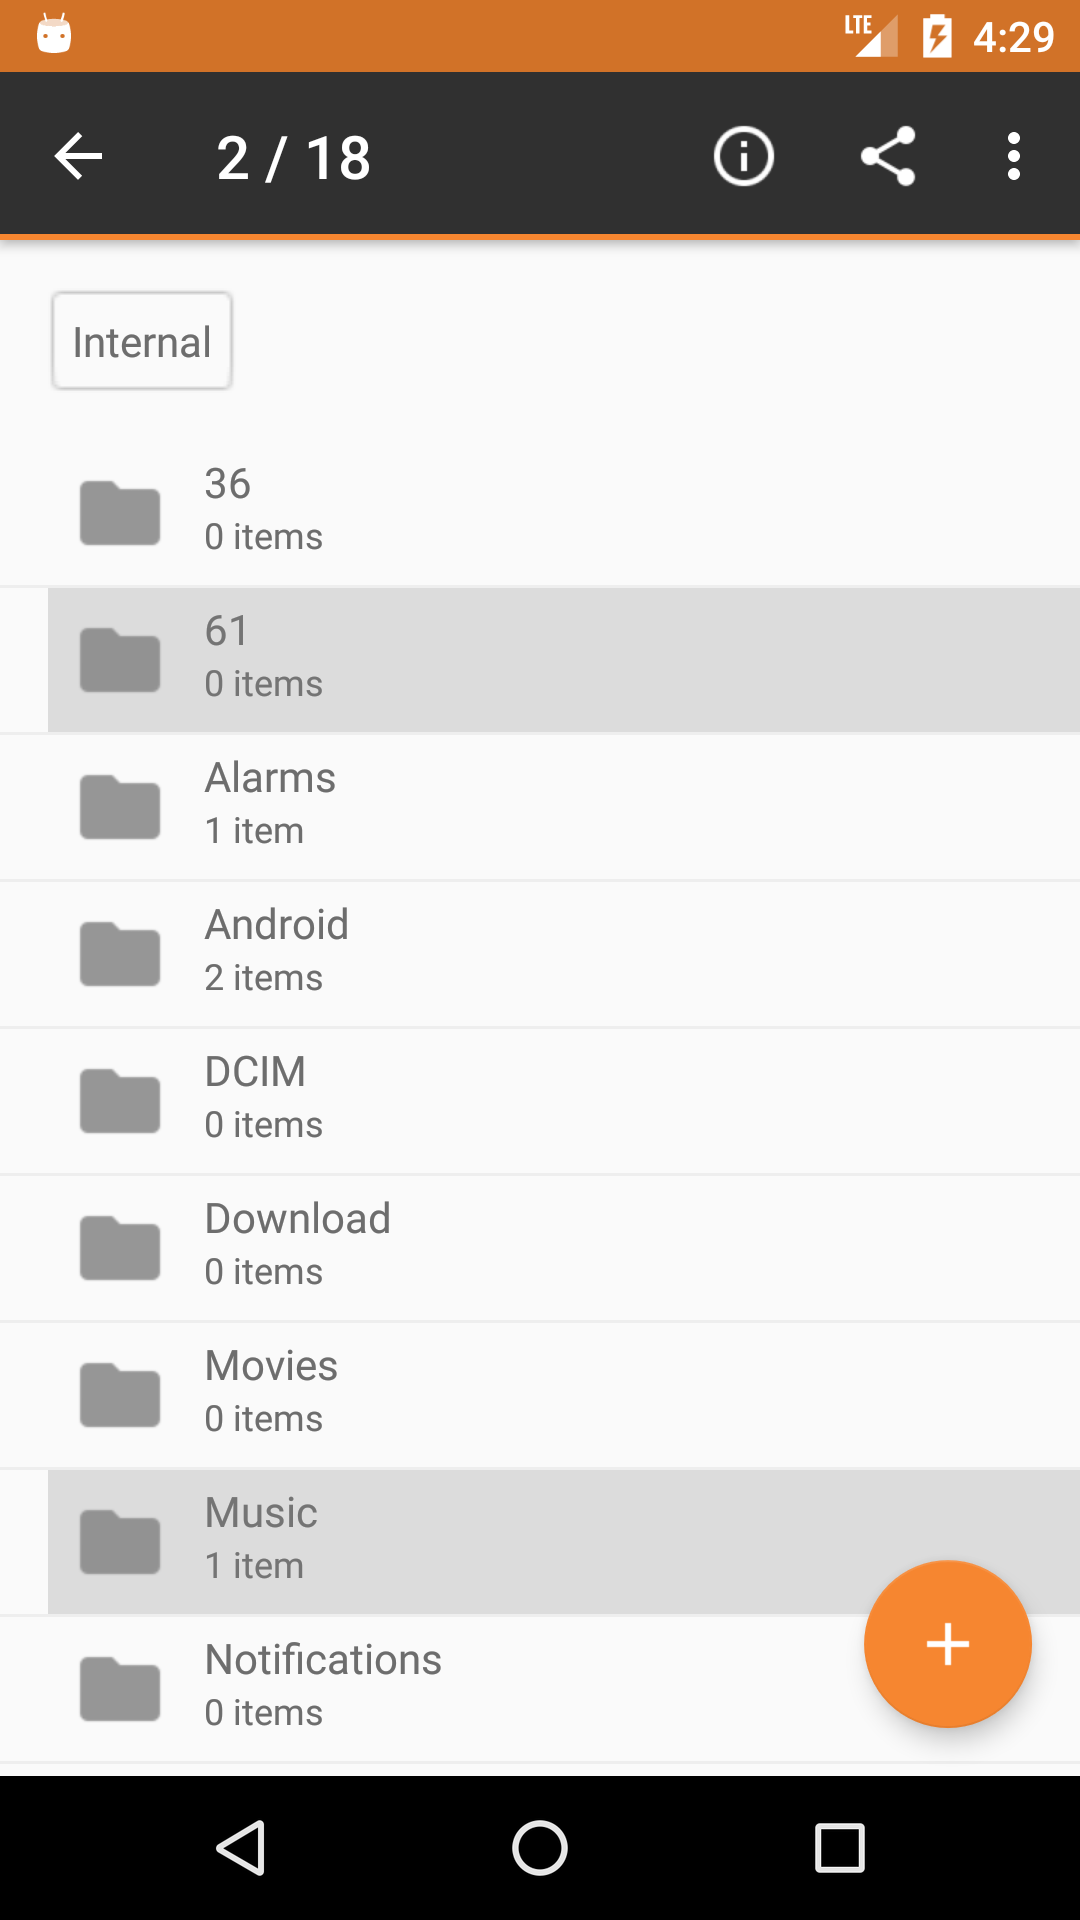 LTE 4:29
2 / 18
Internal
36
0 items
61
0 items
Alarms
1 item
Android
2 items
DCIM
0 items
Download
0 items
Movies
0 items
Music
1 item
Notifications
0 items